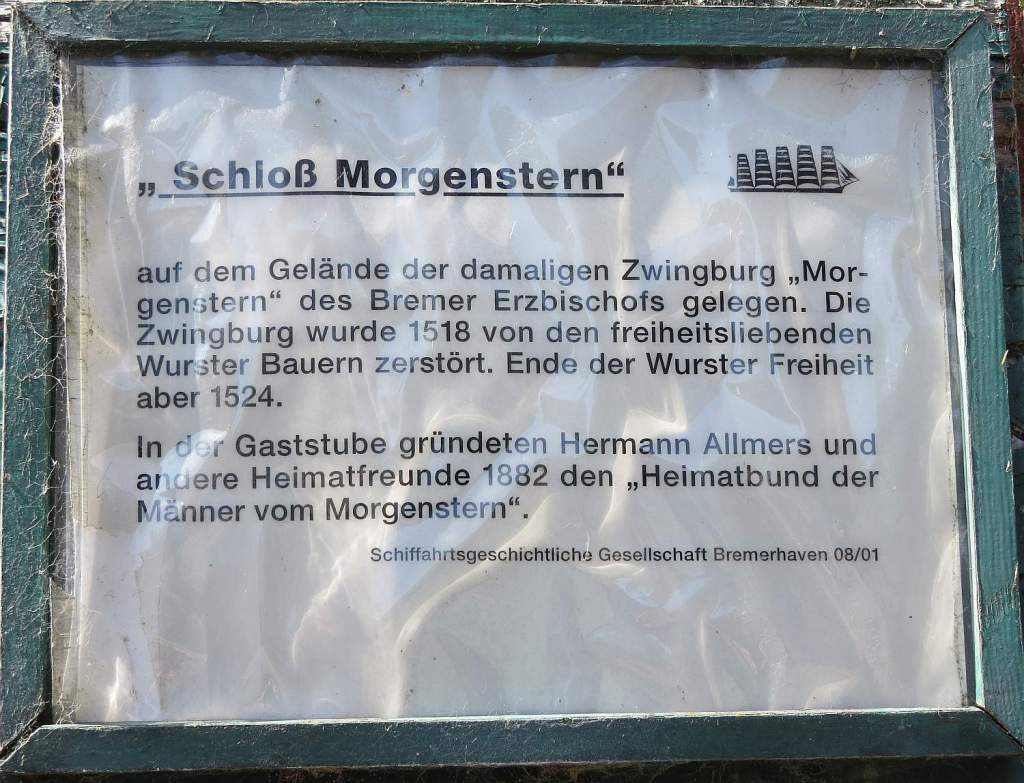 „Schloß Morgenstern“
auf dem Gelände der damaligen Zwingburg „Mor-
genstern“ des Bremer Erzbischofs gelegen. Die
Zwingburg wurde 1518 von den freiheitsliebenden
Wurster Bauern zerstört. Ende der Wurster Freiheit
aber 1524.
In der Gaststube gründeten Hermann Allmers und
andere Heimatfreunde 1882 den „Heimatbund der
Männer vom Morgenstern“.
Schiffahrtsgeschichtliche Gesellschaft Bremerhaven 08/01